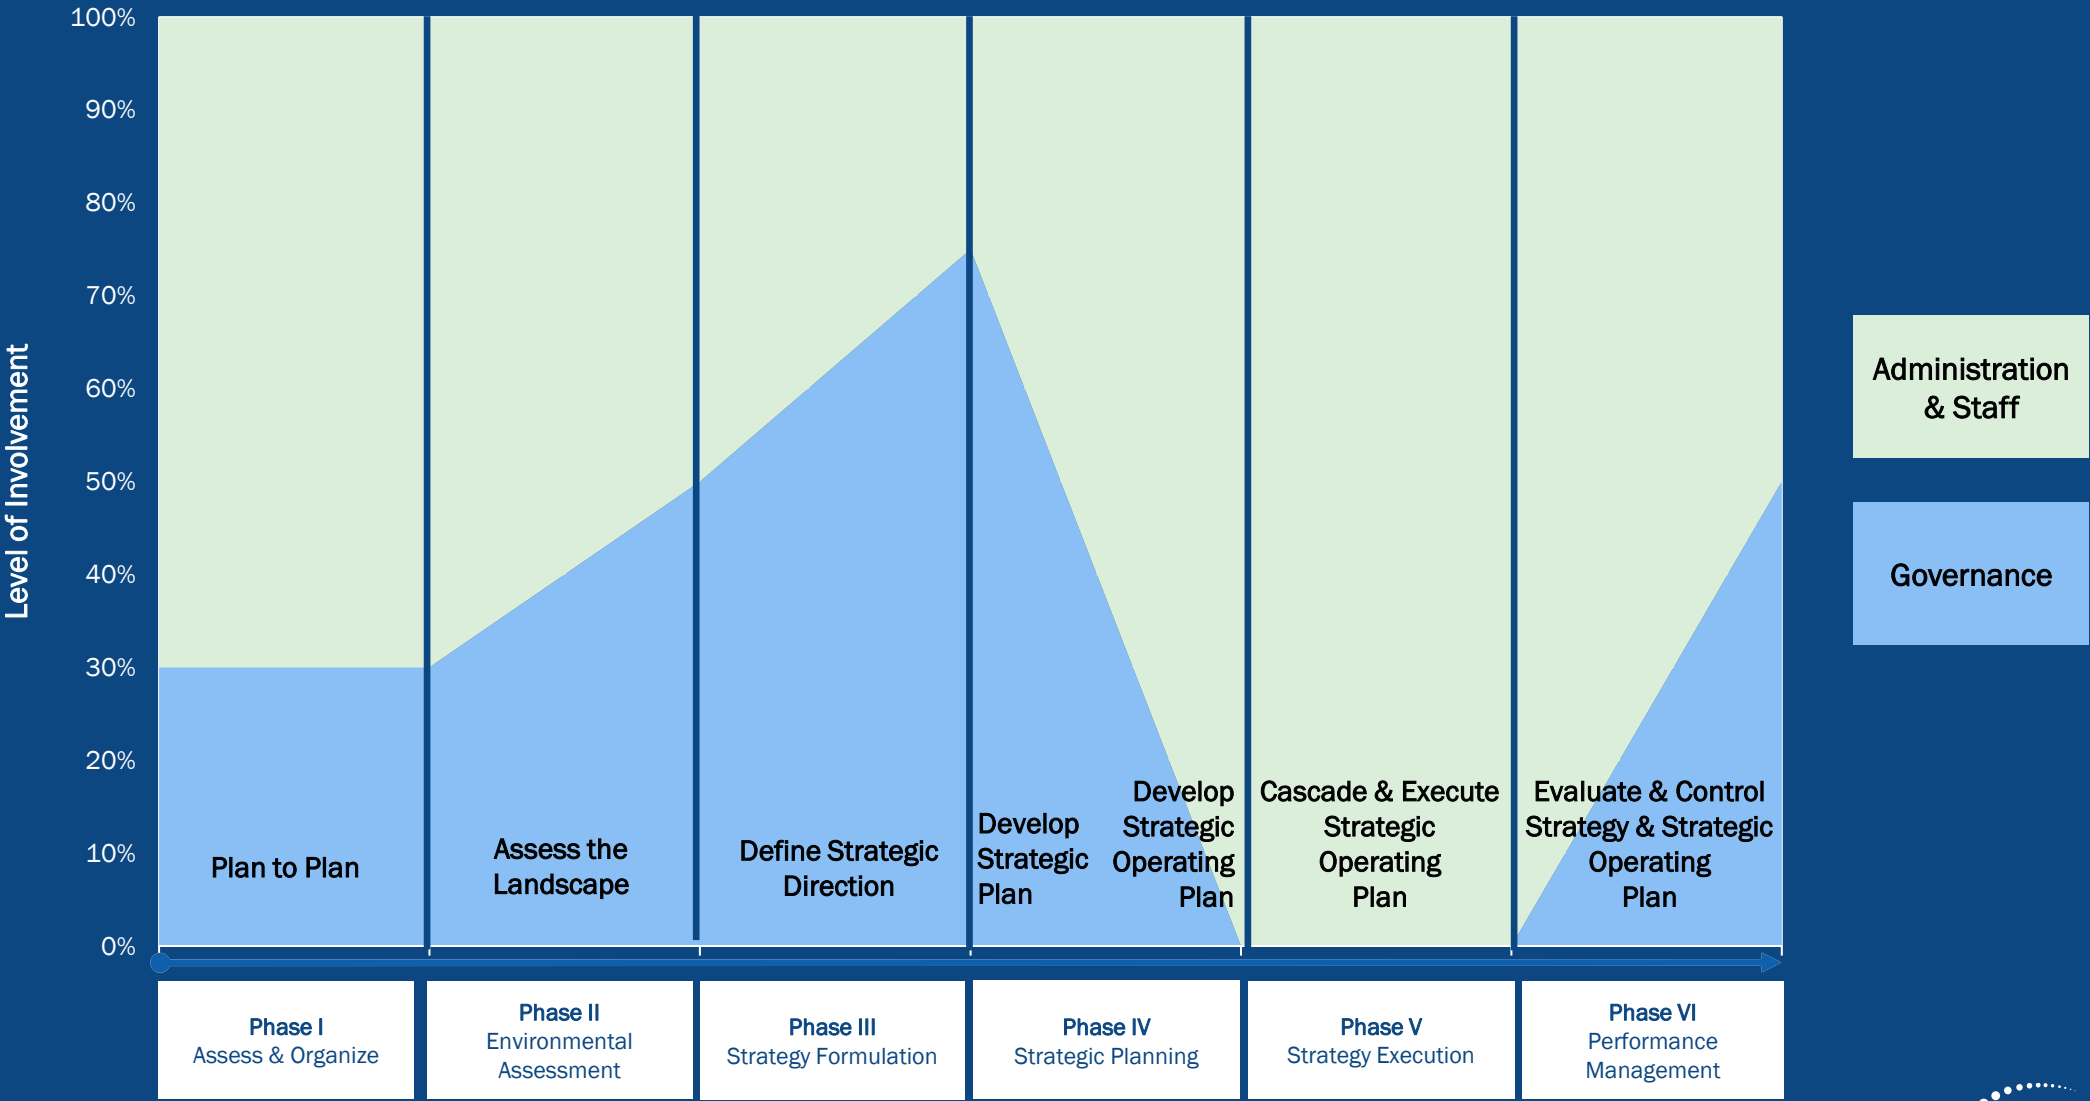 100%
90%
80%
70%
60%
50%
40%
30%
20%
10%
0%
Level of Involvement
Plan to Plan
Assess the
Landscape
Define Strategic
Direction
Develop
Strategic
Plan
Develop
Strategic
Operating
Plan
Cascade & Execute
Strategic
Operating
Plan
Evaluate & Control
Strategy & Strategic
Operating
Plan
Administration
& Staff
Governance
Phase I
Assess & Organize
Phase II
Environmental
Assessment
Phase III
Strategy Formulation
Phase IV
Strategic Planning
Phase V
Strategy Execution
Phase VI
Performance
Management